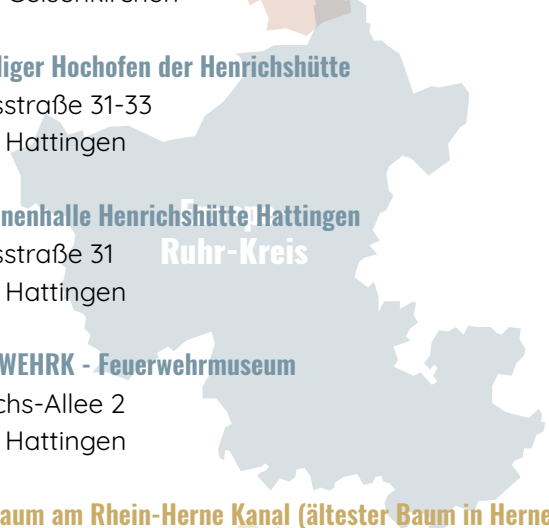 Gelsenkirchen
liger Hochofen der Henrichshütte
sstraße 31-33
Hattingen
nenhalle Henrichshütte Hattingen
sstraße 31
Ruhr-Kreis
Hattingen
WEHRK - Feuerwehrmuseum
chs-Allee 2
Hattingen
aum am Rhein-Herne Kanal (ältester Baum in Herne